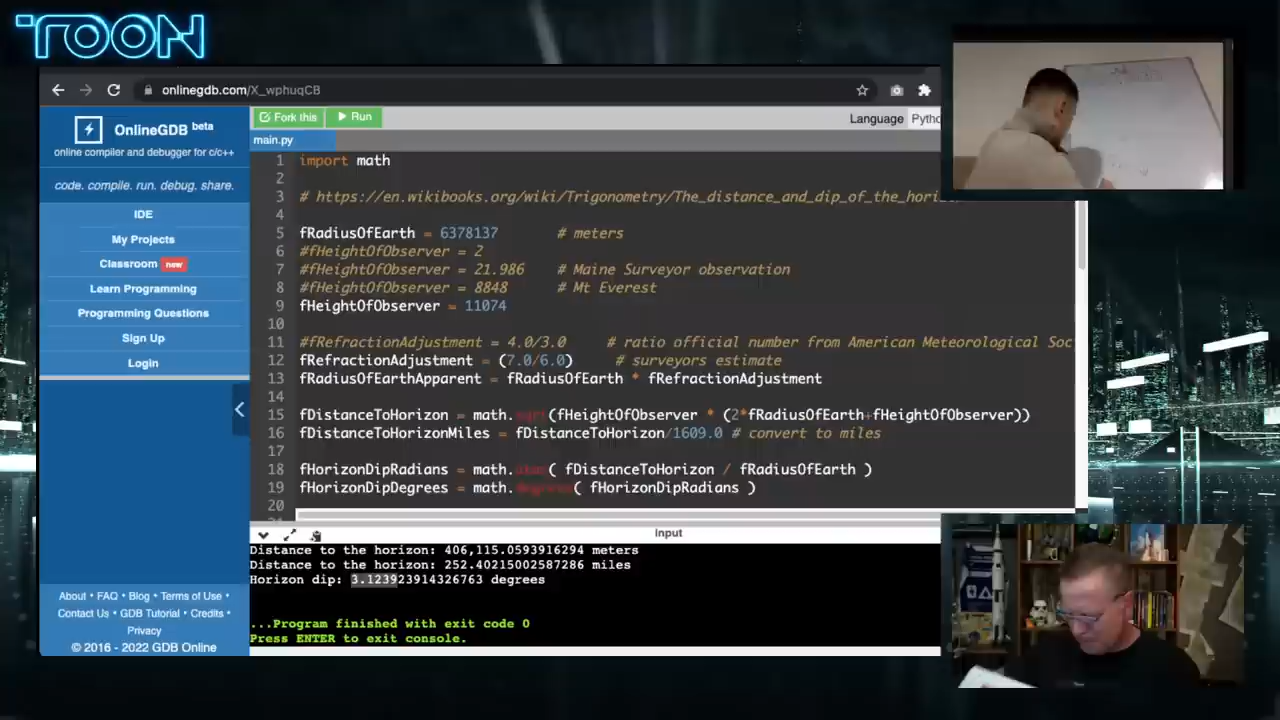 TOON
onlinegdb.com/X_wphuqCB
OnlineGDB beta
online compiler and debugger for c/c++
code. compile. run. debug. share.
IDE
My Projects
Classroom new
Learn Programming
Programming Questions
Sign Up
Login
About • FAQ • Blog • Terms of Use •
Contact Us • GDB Tutorial • Credits •
Privacy
© 2016 - 2022 GDB Online
Fork this
Run
Language
main.py
1 import math
2
3 # https://en.wikibooks.org/wiki/Trigonometry/The_distance_and_dip_of_the_
4
5 fRadiusOfEarth = 6378137 # meters
6 #fHeightOfObserver = 2
7 #fHeightOfObserver = 21.986 # Maine Surveyor observation
8 #fHeightOfObserver = 8848 # Mt Everest
9 fHeightOfObserver = 11074
10
11 #fRefractionAdjustment = 4.0/3.0 # ratio official number from American Meteorological Soc
12 fRefractionAdjustment = (7.0/6.0) # surveyors estimate
13 fRadiusOfEarthApparent = fRadiusOfEarth * fRefractionAdjustment
14
15 fDistanceToHorizon = math.sqrt(fHeightOfObserver * (2*fRadiusOfEarth+fHeightOfObserver))
16 fDistanceToHorizonMiles = fDistanceToHorizon/1609.0 # convert to miles
17
18 fHorizonDipRadians = math.atan( fDistanceToHorizon / fRadiusOfEarth )
19 fHorizonDipDegrees = math.degrees( fHorizonDipRadians )
20
input
Distance to the horizon: 406,115.0593916294 meters
Distance to the horizon: 252.40215002587286 miles
Horizon dip: 3.123923914326763 degrees
...Program finished with exit code 0
Press ENTER to exit console.